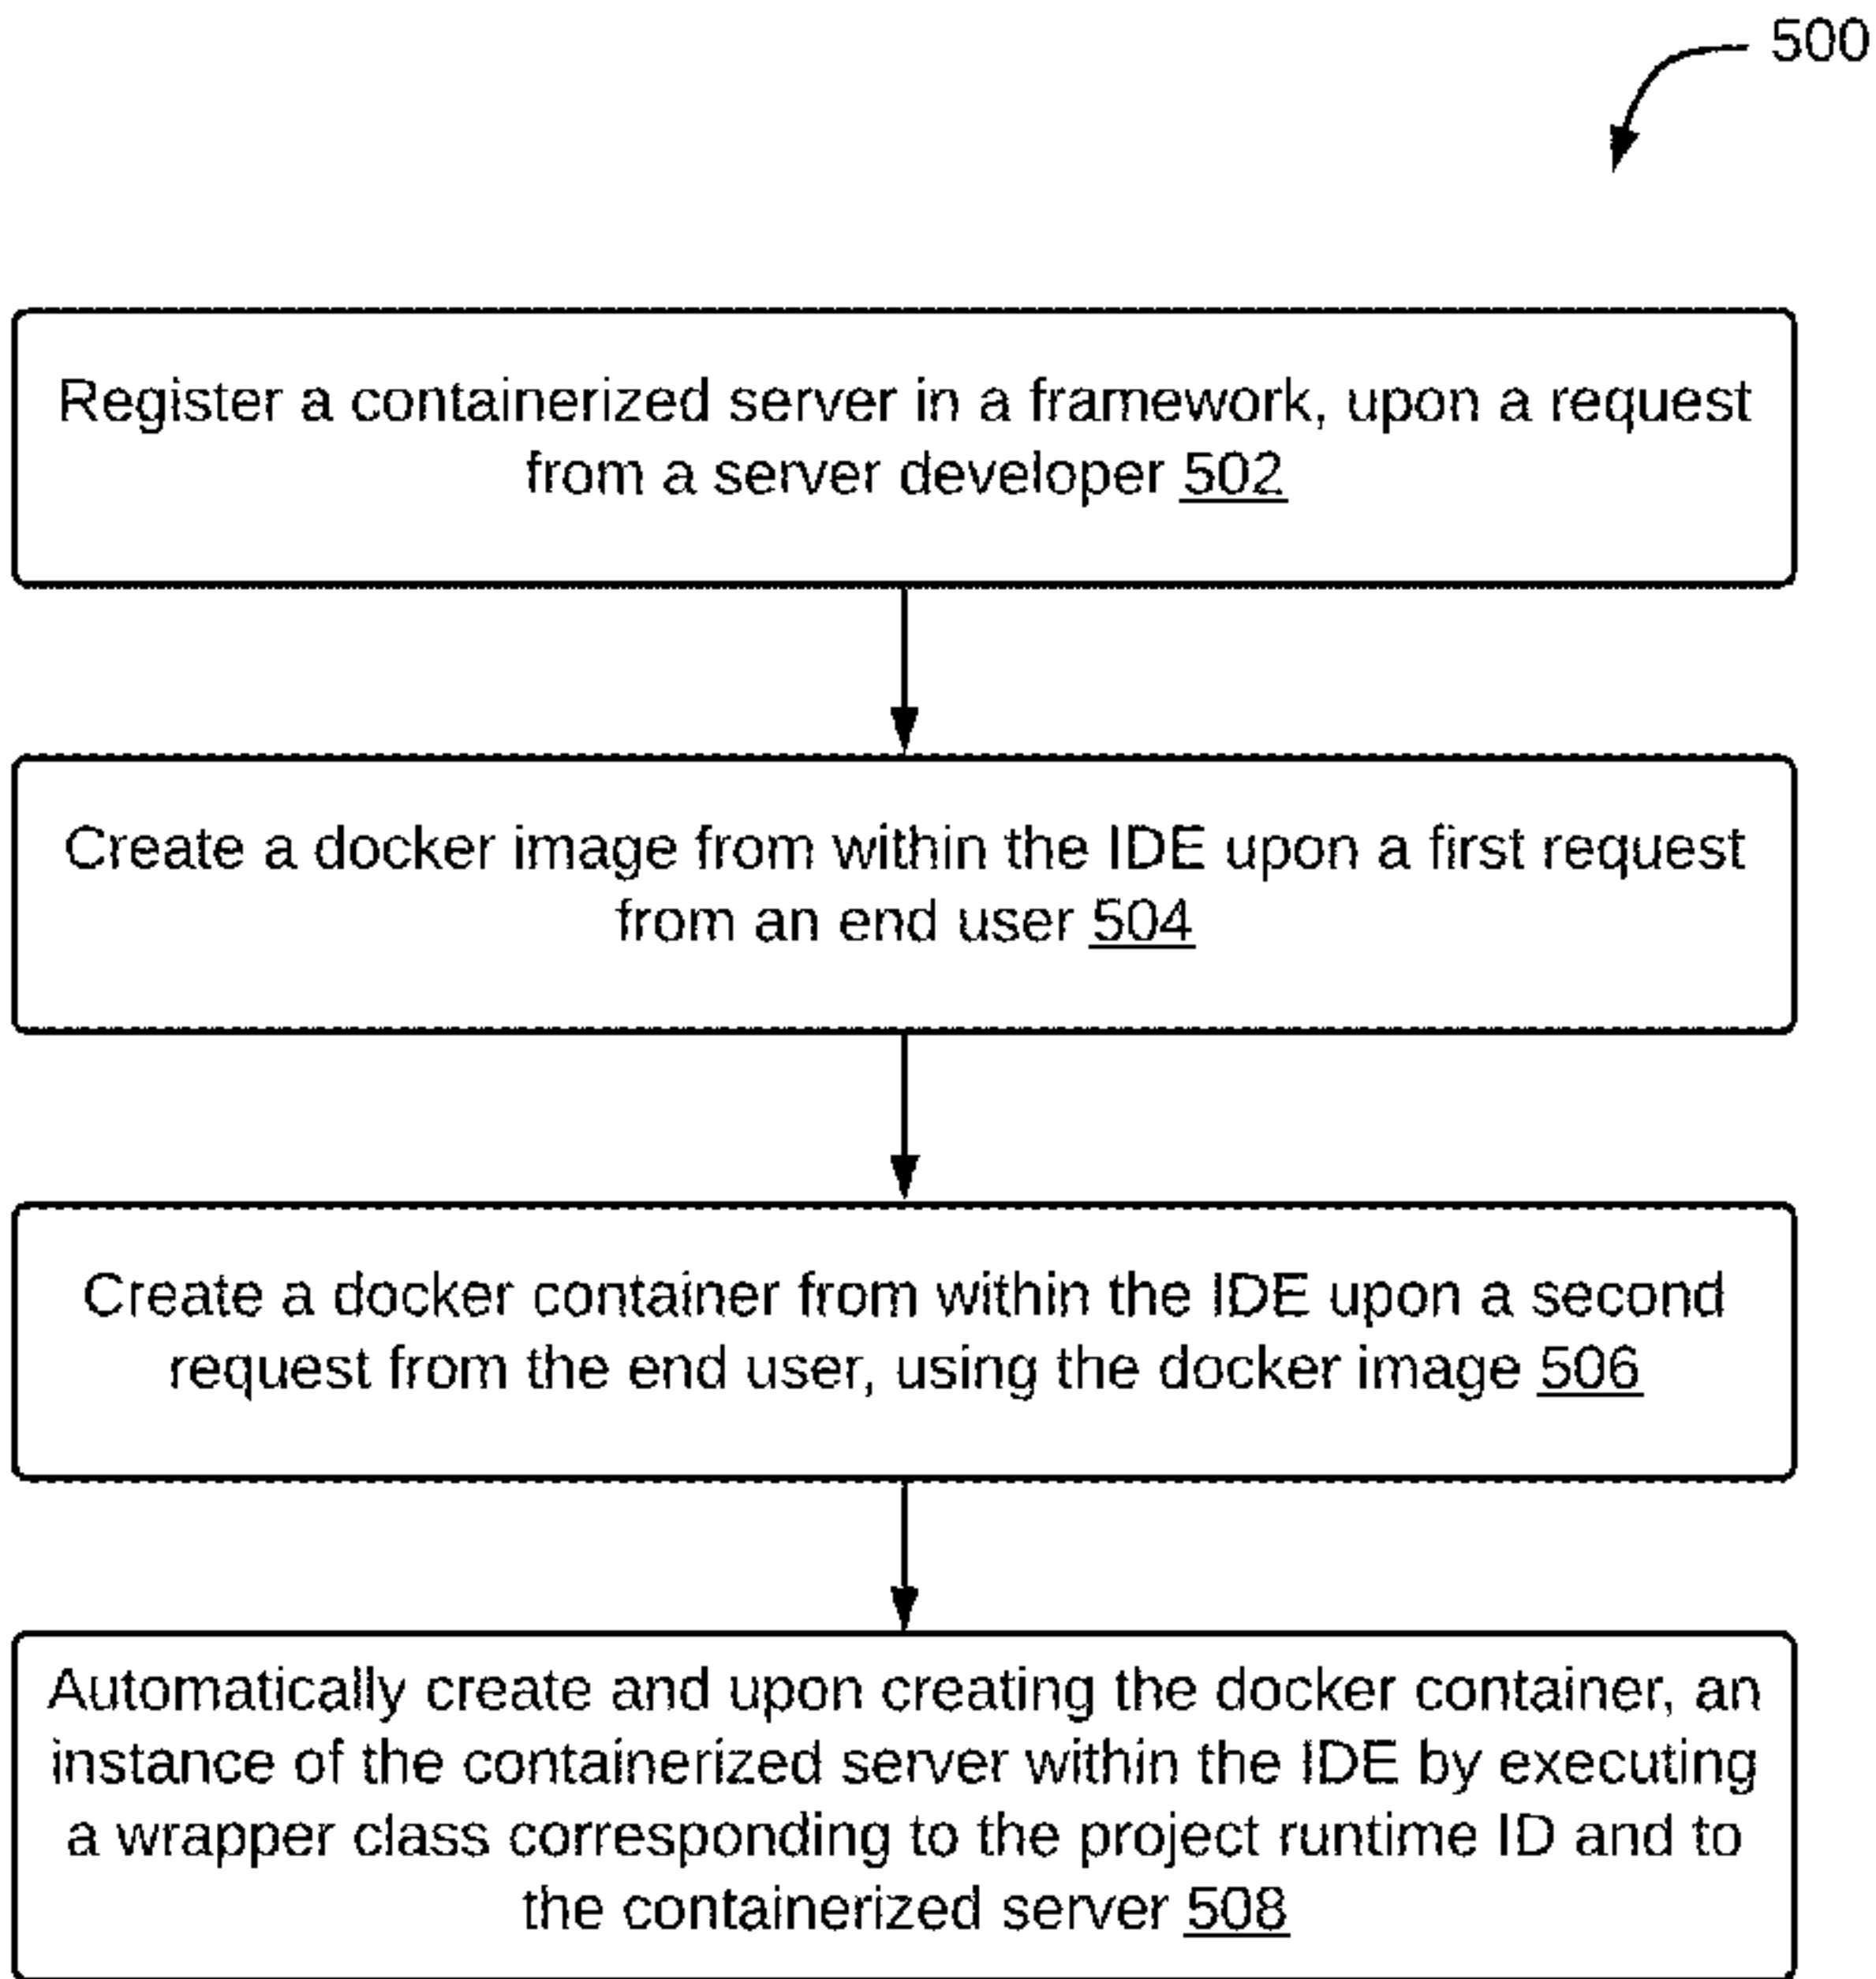 500
Register a containerized server in a framework, upon a request
from a server developer 502
Create a docker image from within the IDE upon a first request
from an end user 504
Create a docker container from within the IDE upon a second
request from the end user, using the docker image 506
Automatically create and upon creating the docker container, an
instance of the containerized server within the IDE by executing
a wrapper class corresponding to the project runtime ID and to
the containerized server 508